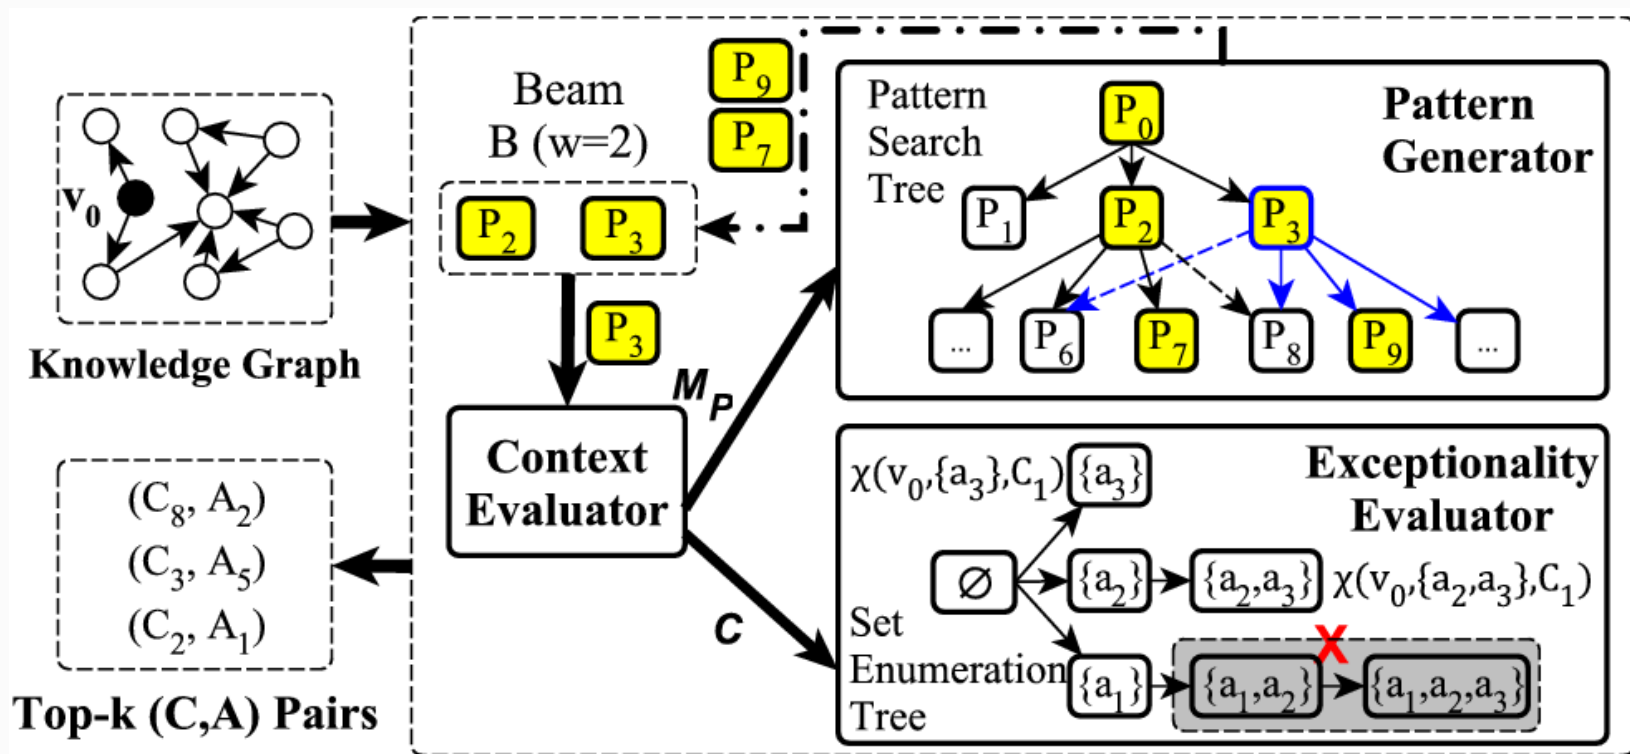 v0
Knowledge Graph
(C8, A2)
(C3, A5)
(C2, A1)
Top-k (C,A) Pairs
Beam
B (w=2)
P9
P7
P2
P3
P3
Context
Evaluator
MP
C
Pattern
Search
Tree
Pattern
Generator
P0
P1
P2
P3
...
P6
P7
P8
P9
...
Exceptionality
Evaluator
χ(v0,{a3},C1)
{a3}
∅
{a2}
{a2,a3}
χ(v0,{a2,a3},C1)
Set
Enumeration
Tree
{a1}
{a1,a2}
X
{a1,a2,a3}